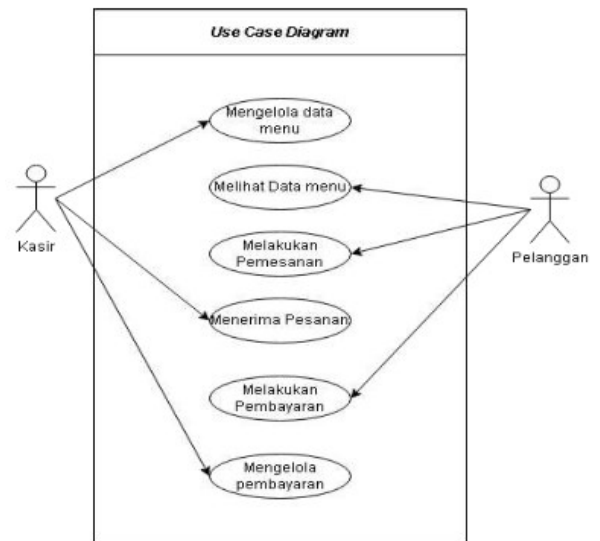 Use Case Diagram
Mengelola data
menu
Melihat Data menu
Kasir
Pelanggan
Melakukan
Pemesanan
Menerima Pesanan
Melakukan
Pembayaran
Mengelola
pembayaran